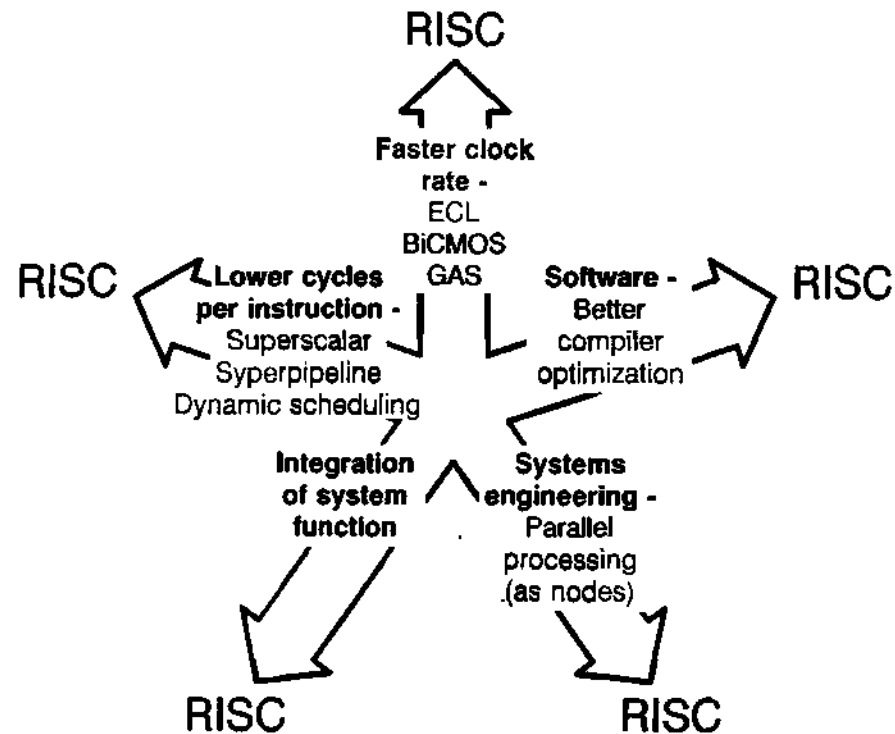 RISC
Faster clock
rate -
ECL
BiCMOS
GAS
RISC
Lower cycles
per instruction -
Superscalar
Syperpipeline
Dynamic scheduling
Software -
Better
compiler
optimization
RISC
Integration
of system
function
Systems
engineering -
Parallel
processing
(as nodes)
RISC
RISC